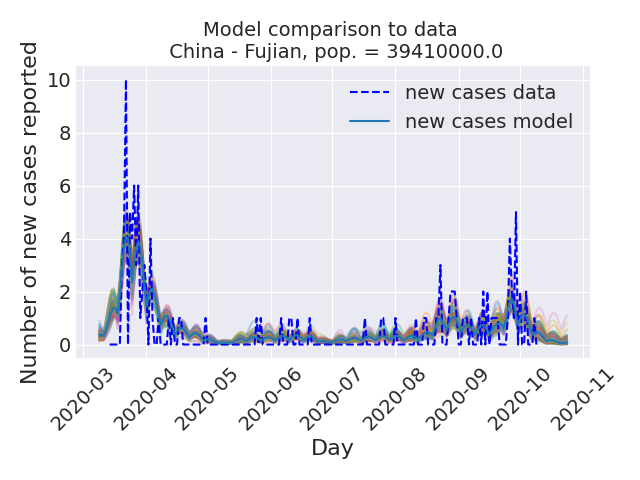 Model comparison to data
China - Fujian, pop. = 39410000.0
Number of new cases reported
10
8
6
4
2
0
new cases data
new cases model
2020-03
2020-04
2020-05
2020-06
2020-07
2020-08
2020-09
2020-10
2020-11
Day